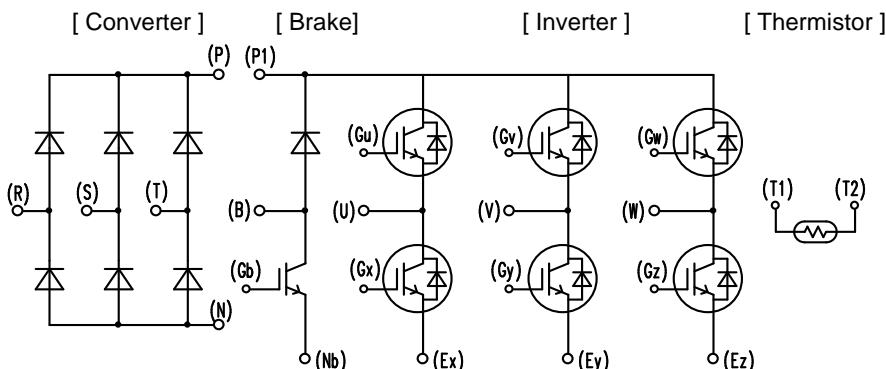 [ Converter ] [ Brake] [ Inverter ] [ Thermistor ]
(P) (P1)
(Gu) (Gv) (Gw)
(R) (S) (T) (B) (U) (V) (W) (T1) (T2)
(Gb) (Gx) (Gy) (Gz)
(N)
(Nb) (Ex) (Ey) (Ez)